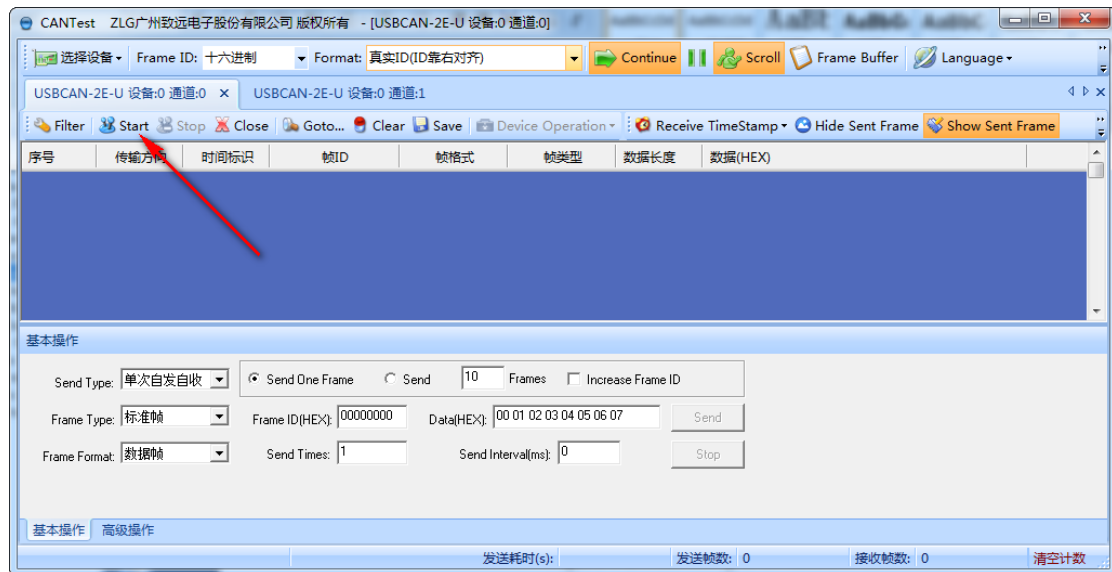 CANTest ZLG广州致远电子股份有限公司 版权所有 - [USBCAN-2E-U 设备:0 通道:0]
选择设备 Frame ID: 十六进制 Format: 真实ID(ID靠右对齐) Continue Scroll Frame Buffer Language
USBCAN-2E-U 设备:0 通道:0 × USBCAN-2E-U 设备:0 通道:1
Filter Start Stop Close Goto... Clear Save Device Operation Receive TimeStamp Hide Sent Frame Show Sent Frame
序号 传输方向 时间标识 帧ID 帧格式 帧类型 数据长度 数据(HEX)
基本操作
Send Type: 单次自发自收 Send One Frame Send 10 Frames Increase Frame ID
Frame Type: 标准帧 Frame ID(HEX): 00000000 Data(HEX): 00 01 02 03 04 05 06 07 Send
Frame Format: 数据帧 Send Times: 1 Send Interval(ms): 0 Stop
基本操作 高级操作
发送耗时(s): 发送帧数: 0 接收帧数: 0 清空计数